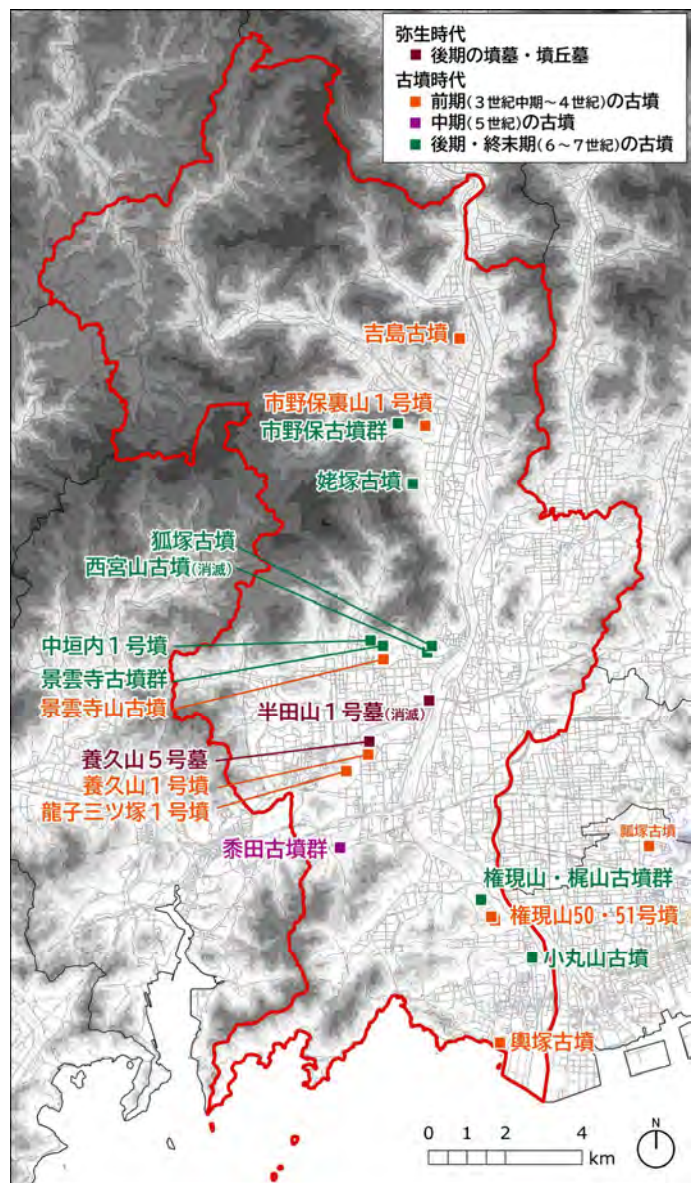 弥生時代
■後期の墳墓・墳丘墓
古墳時代
■前期(3世紀中期～4世紀)の古墳
■中期(5世紀)の古墳
■後期・終末期(6～7世紀)の古墳
吉島古墳
市野保裏山1号墳
市野保古墳群
姥塚古墳
狐塚古墳
西宮山古墳(消滅)
中垣内1号墳
景雲寺古墳群
景雲寺山古墳
半田山1号墓(消滅)
養久山5号墓
養久山1号墳
龍子三ツ塚1号墳
黍田古墳群
瓢塚古墳
権現山・梶山古墳群
権現山50・51号墳
小丸山古墳
輿塚古墳
0 1 2 4
km
N